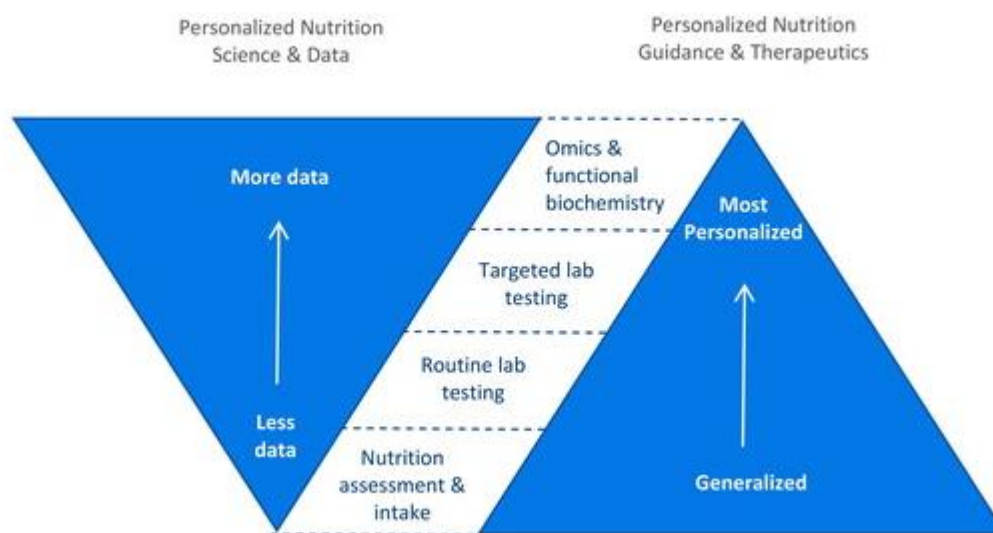 Personalized Nutrition
Science & Data
Personalized Nutrition
Guidance & Therapeutics
More data
Less
data
Omics &
functional
biochemistry
Targeted lab
testing
Routine lab
testing
Nutrition
assessment &
intake
Most
Personalized
Generalized